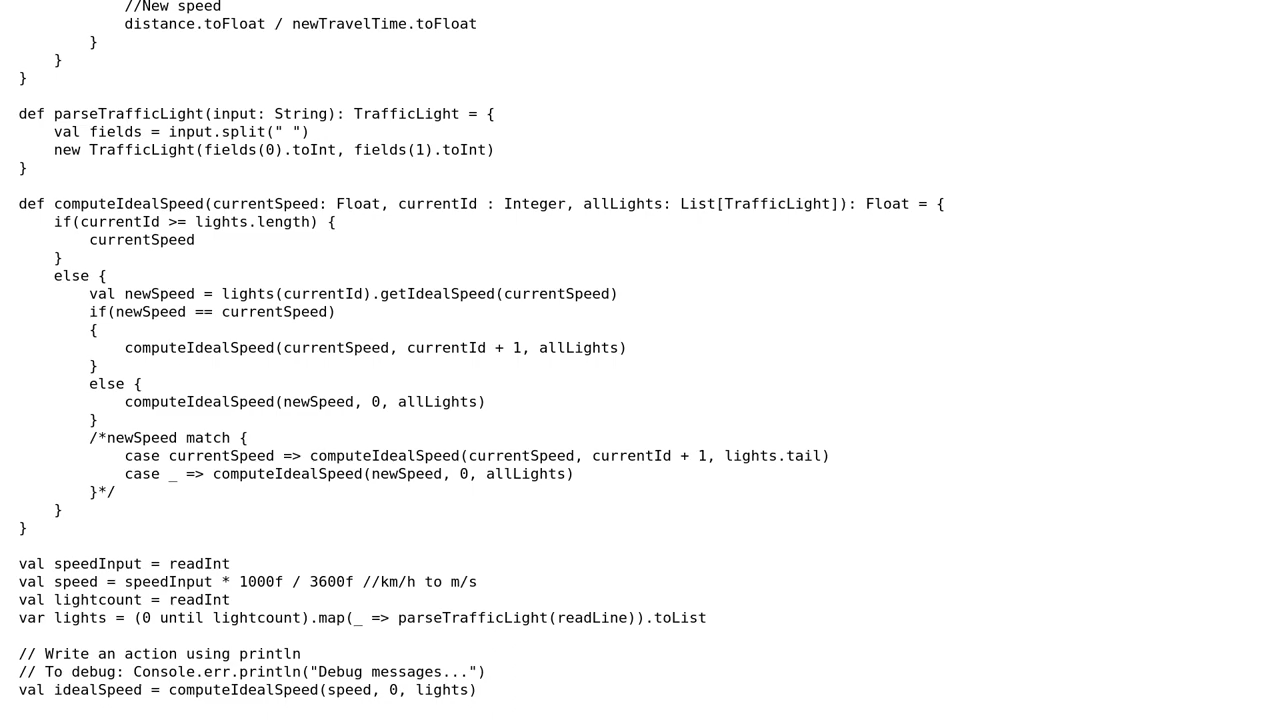 //New speed
distance.toFloat / newTravelTime.toFloat
}
}
}
def parseTrafficLight(input: String): TrafficLight = {
val fields = input.split(" ")
new TrafficLight(fields(0).toInt, fields(1).toInt)
}
def computeIdealSpeed(currentSpeed: Float, currentId : Integer, allLights: List[TrafficLight]): Float = {
if(currentId >= lights.length) {
currentSpeed
}
else {
val newSpeed = lights(currentId).getIdealSpeed(currentSpeed)
if(newSpeed == currentSpeed)
{
computeIdealSpeed(currentSpeed, currentId + 1, allLights)
}
else {
computeIdealSpeed(newSpeed, 0, allLights)
}
/*newSpeed match {
case currentSpeed => computeIdealSpeed(currentSpeed, currentId + 1, lights.tail)
case _ => computeIdealSpeed(newSpeed, 0, allLights)
}*/
}
}
val speedInput = readInt
val speed = speedInput * 1000f / 3600f //km/h to m/s
val lightcount = readInt
var lights = (0 until lightcount).map(_ => parseTrafficLight(readLine)).toList
// Write an action using println
// To debug: Console.err.println("Debug messages...")
val idealSpeed = computeIdealSpeed(speed, 0, lights)